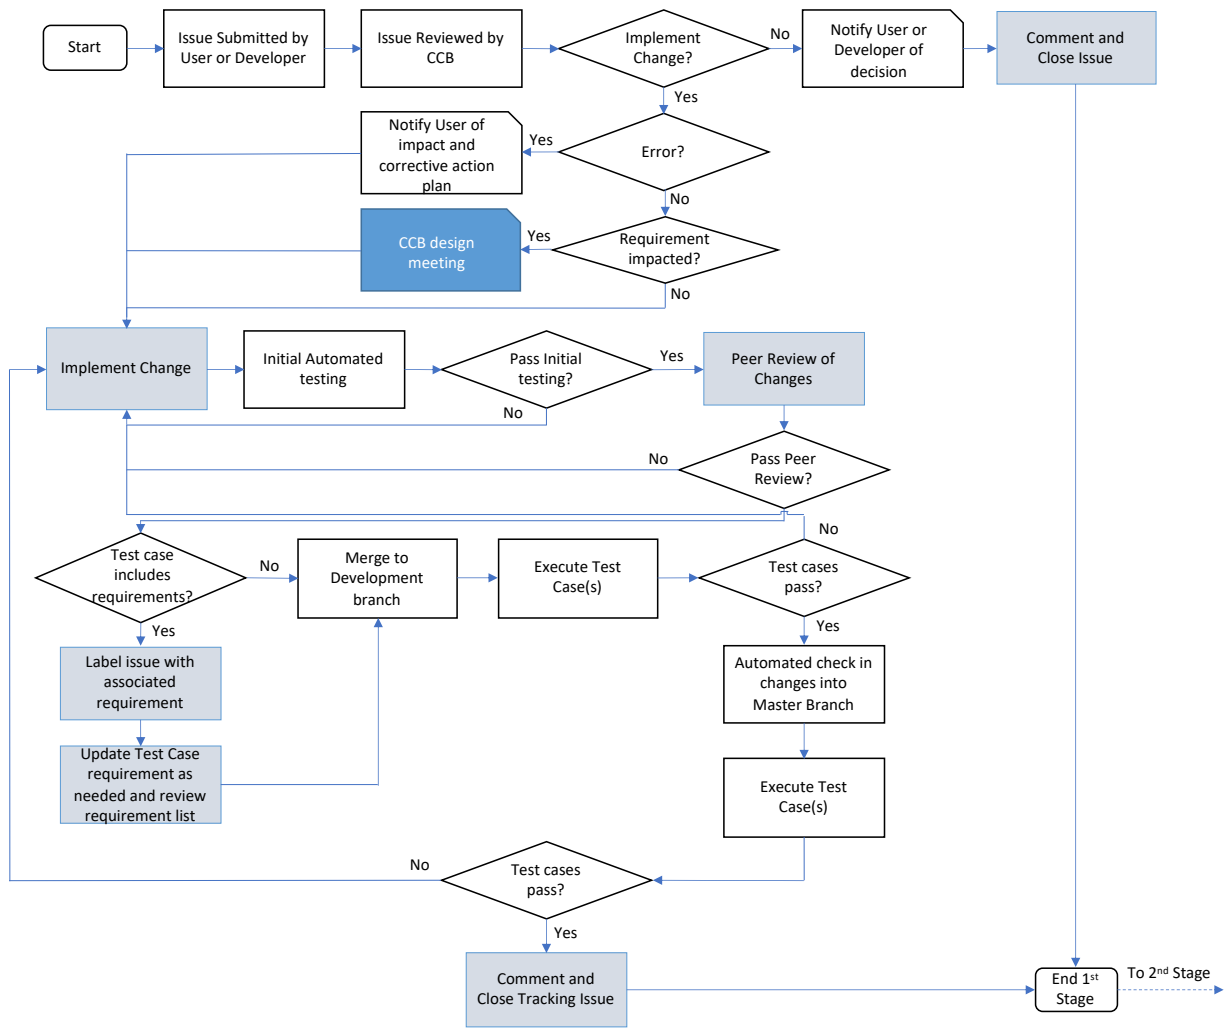 Start
Issue Submitted by
User or Developer
Issue Reviewed by
CCB
Implement
Change?
No
Notify User or
Developer of
decision
Comment and
Close Issue
Yes
Notify User of
impact and
corrective action
plan
Yes
Error?
No
CCB design
meeting
Yes
Requirement
impacted?
No
Implement Change
Initial Automated
testing
Pass Initial
testing?
Yes
Peer Review of
Changes
No
No
Pass Peer
Review?
No
Test case
includes
requirements?
No
Merge to
Development
branch
Execute Test
Case(s)
Test cases
pass?
Yes
Yes
Label issue with
associated
requirement
Automated check in
changes into
Master Branch
Update Test Case
requirement as
needed and review
requirement list
Execute Test
Case(s)
No
Test cases
pass?
Yes
Comment and
Close Tracking Issue
End 1st
Stage
To 2nd Stage